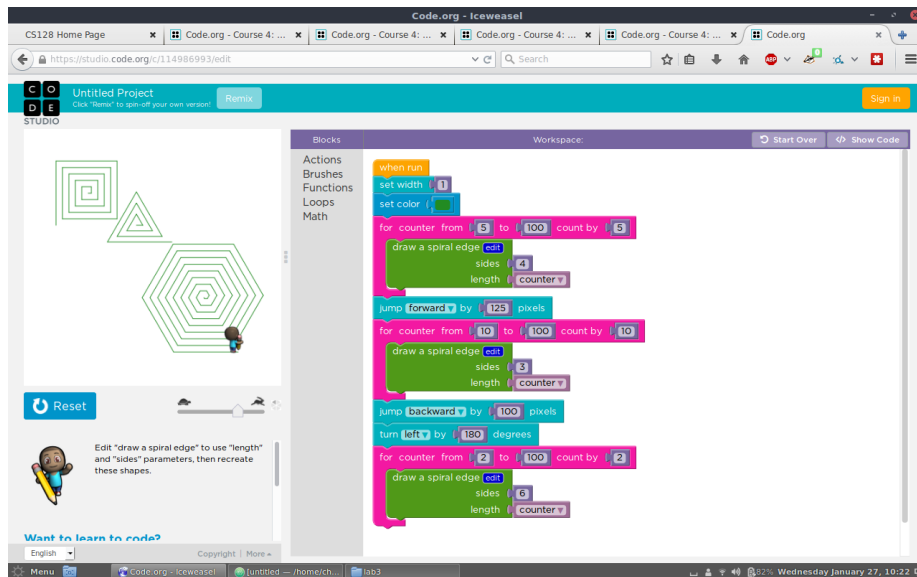 Code.org - Iceweasel
CS128 Home Page
Code.org - Course 4: ...
Code.org - Course 4: ...
Code.org - Course 4: ...
Code.org - Course 4: ...
Code.org
https://studio.code.org/c/114986993/edit
Search
ABP
C O
D E
STUDIO
Untitled Project
Click "Remix" to spin-off your own version!
Remix
Sign in
Blocks
Workspace:
Start Over
</> Show Code
Actions
Brushes
Functions
Loops
Math
when run
set width 1
set color
for counter from 5 to 100 count by 5
draw a spiral edge edit
sides 4
length counter
jump forward by 125 pixels
for counter from 10 to 100 count by 10
draw a spiral edge edit
sides 3
length counter
jump backward by 100 pixels
turn left by 180 degrees
for counter from 2 to 100 count by 2
draw a spiral edge edit
sides 6
length counter
Reset
Edit "draw a spiral edge" to use "length"
and "sides" parameters, then recreate
these shapes.
Want to learn to code?
English
Copyright | More
Menu
Code.org - Iceweasel
[untitled — /home/ch...
lab3
82% Wednesday January 27, 10:22